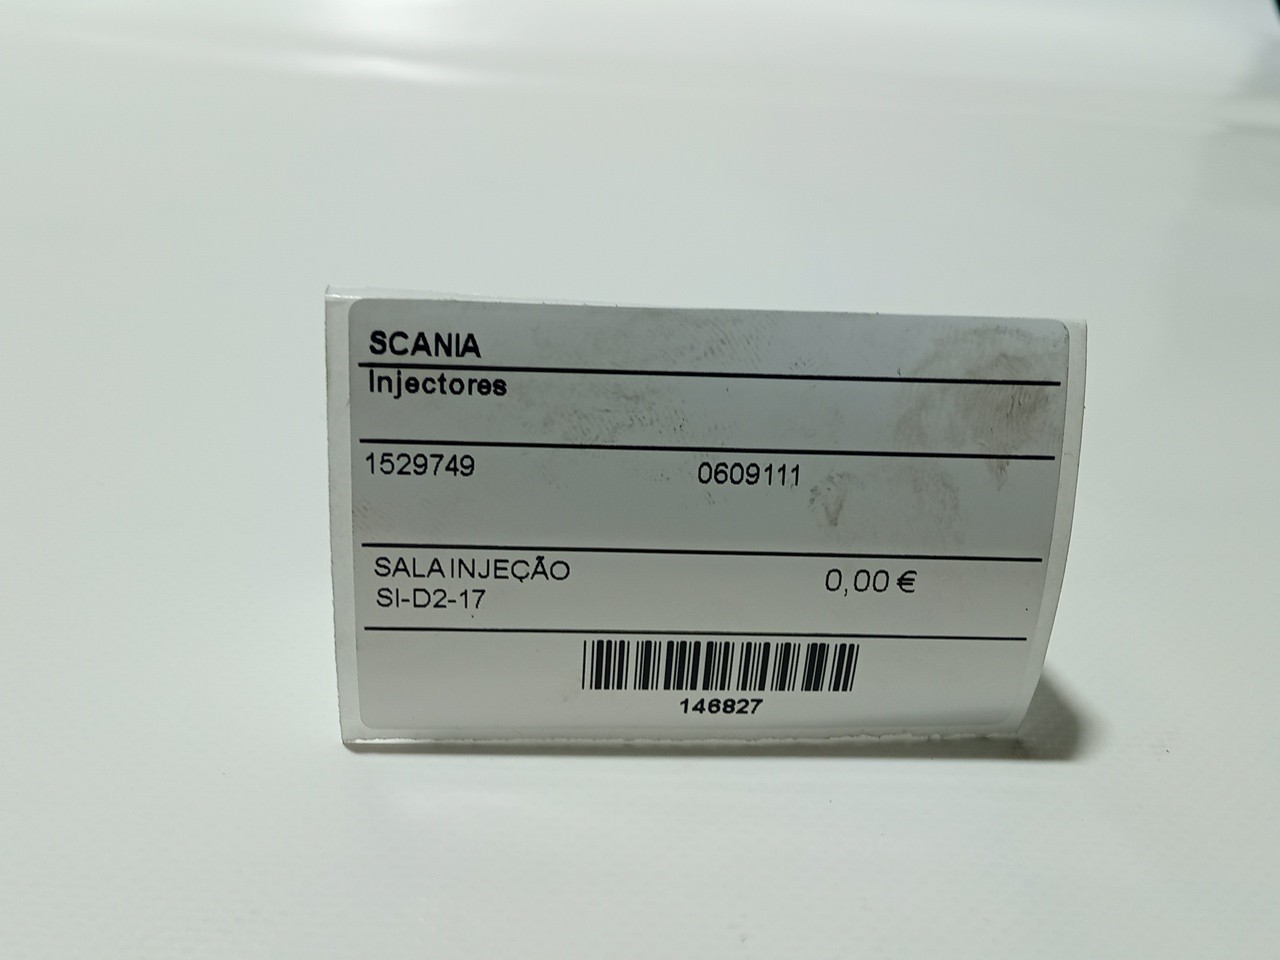 SCANIA
Injectores
1529749 0609111
SALA INJEÇÃO 0,00 €
SI-D2-17
146827